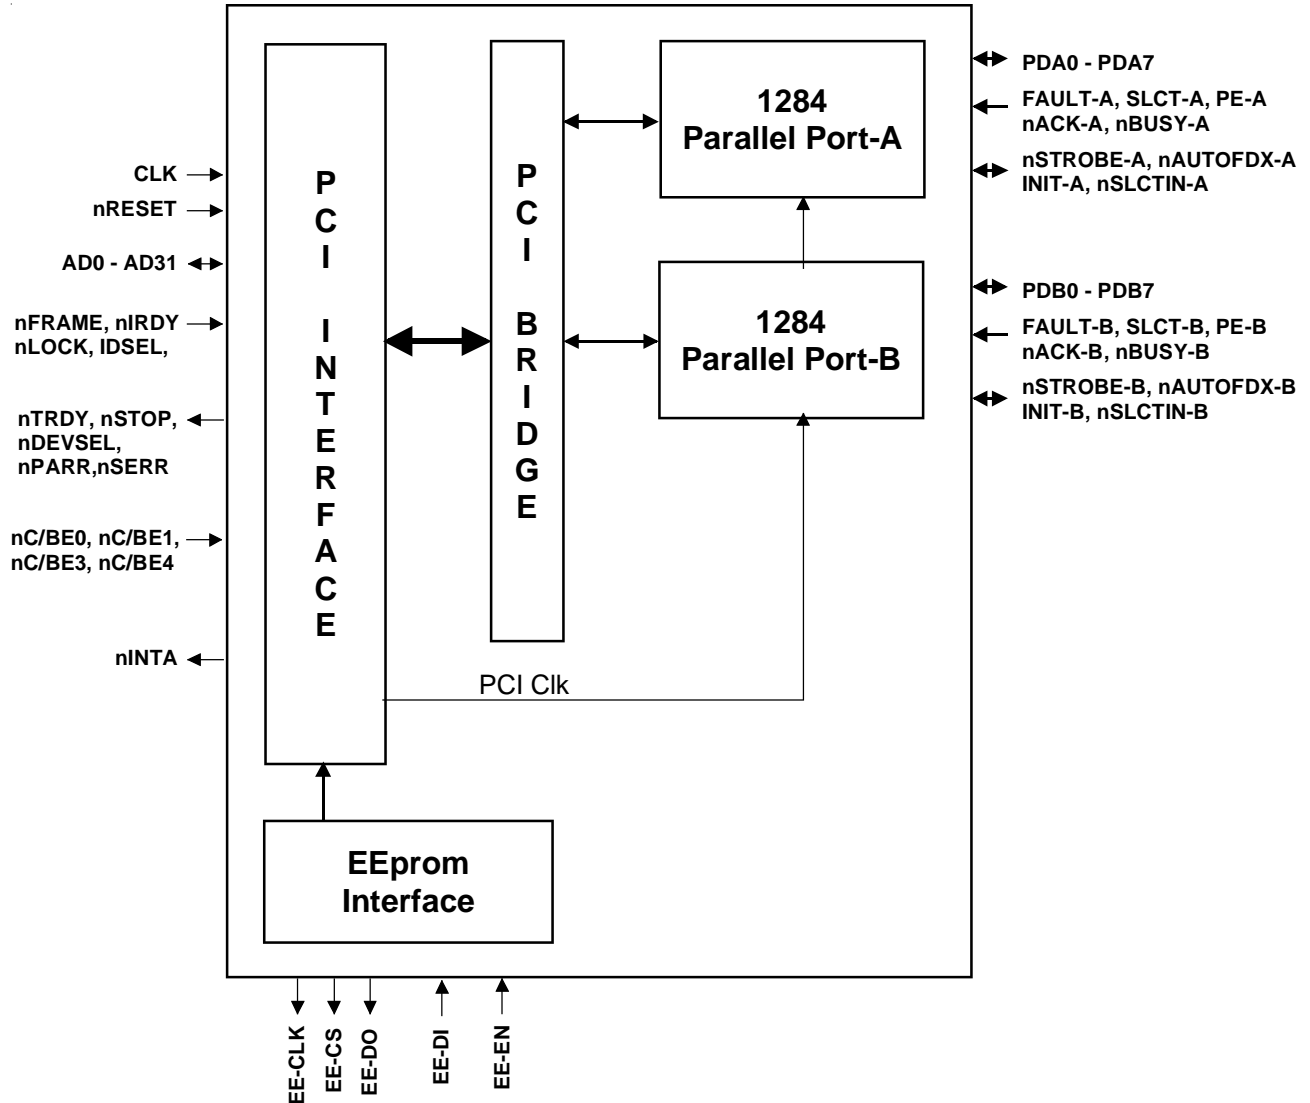 CLK
nRESET
AD0 - AD31
nFRAME, nIRDY
nLOCK, IDSEL,
nTRDY, nSTOP,
nDEVSEL,
nPARR,nSERR
nC/BE0, nC/BE1,
nC/BE3, nC/BE4
nINTA
PCI INTERFACE
PCI BRIDGE
1284
Parallel Port-A
1284
Parallel Port-B
PCI Clk
EEprom
Interface
PDA0 - PDA7
FAULT-A, SLCT-A, PE-A
nACK-A, nBUSY-A
nSTROBE-A, nAUTOFDX-A
INIT-A, nSLCTIN-A
PDB0 - PDB7
FAULT-B, SLCT-B, PE-B
nACK-B, nBUSY-B
nSTROBE-B, nAUTOFDX-B
INIT-B, nSLCTIN-B
EE-CLK
EE-CS
EE-DO
EE-DI
EE-EN